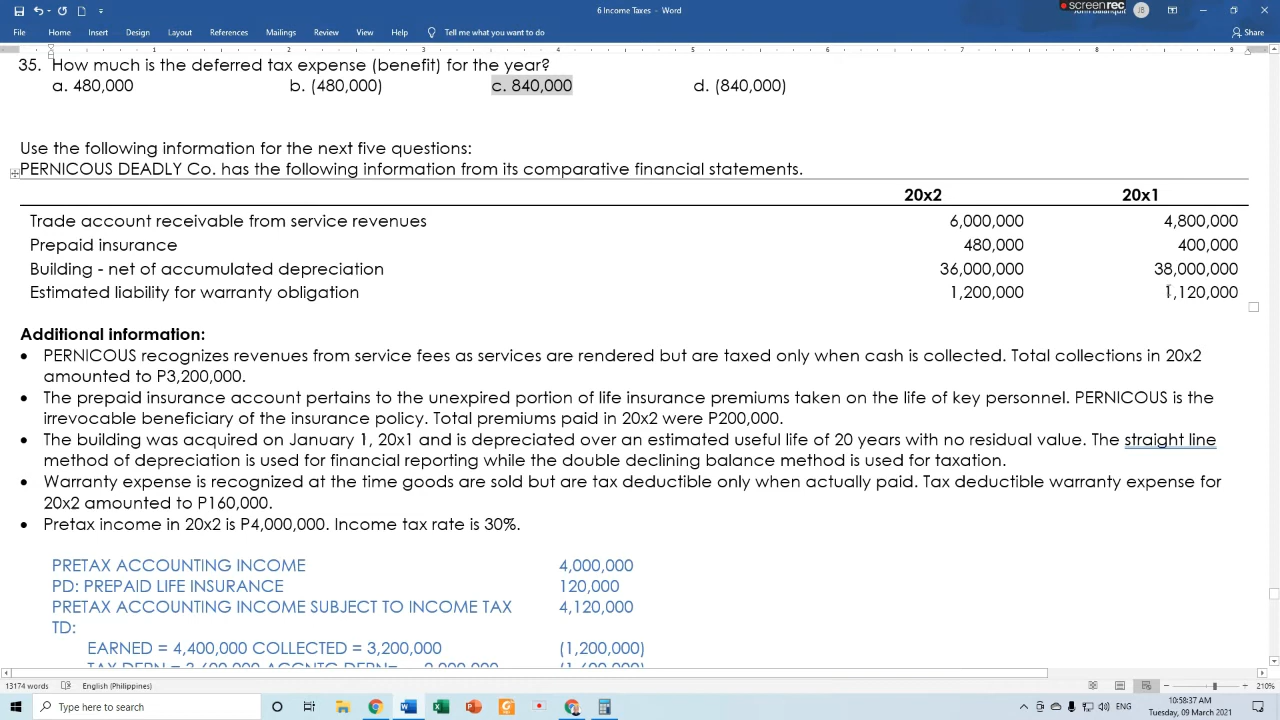 6 Income Taxes - Word
screenrec
JB
File Home Insert Design Layout References Mailings Review View Help Tell me what you want to do
Share
35. How much is the deferred tax expense (benefit) for the year?
a. 480,000 b. (480,000) c. 840,000 d. (840,000)
Use the following information for the next five questions:
PERNICOUS DEADLY Co. has the following information from its comparative financial statements.
20x2 20x1
Trade account receivable from service revenues 6,000,000 4,800,000
Prepaid insurance 480,000 400,000
Building - net of accumulated depreciation 36,000,000 38,000,000
Estimated liability for warranty obligation 1,200,000 1,120,000
Additional information:
• PERNICOUS recognizes revenues from service fees as services are rendered but are taxed only when cash is collected. Total collections in 20x2
amounted to P3,200,000.
• The prepaid insurance account pertains to the unexpired portion of life insurance premiums taken on the life of key personnel. PERNICOUS is the
irrevocable beneficiary of the insurance policy. Total premiums paid in 20x2 were P200,000.
• The building was acquired on January 1, 20x1 and is depreciated over an estimated useful life of 20 years with no residual value. The straight line
method of depreciation is used for financial reporting while the double declining balance method is used for taxation.
• Warranty expense is recognized at the time goods are sold but are tax deductible only when actually paid. Tax deductible warranty expense for
20x2 amounted to P160,000.
• Pretax income in 20x2 is P4,000,000. Income tax rate is 30%.
PRETAX ACCOUNTING INCOME 4,000,000
PD: PREPAID LIFE INSURANCE 120,000
PRETAX ACCOUNTING INCOME SUBJECT TO INCOME TAX 4,120,000
TD:
EARNED = 4,400,000 COLLECTED = 3,200,000 (1,200,000)
13174 words English (Philippines) 210%
Type here to search
ENG
10:58:37 AM
Tuesday, 09 March 2021